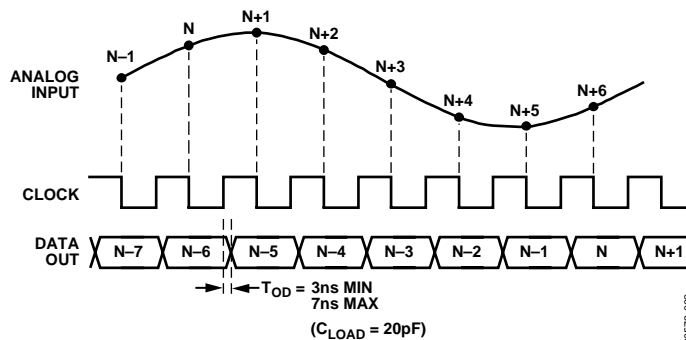 N–1
N
N+1
N+2
N+3
N+4
N+5
N+6
ANALOG
INPUT
CLOCK
DATA
OUT
N–7
N–6
N–5
N–4
N–3
N–2
N–1
N
N+1
TOD = 3ns MIN
7ns MAX
(CLOAD = 20pF)